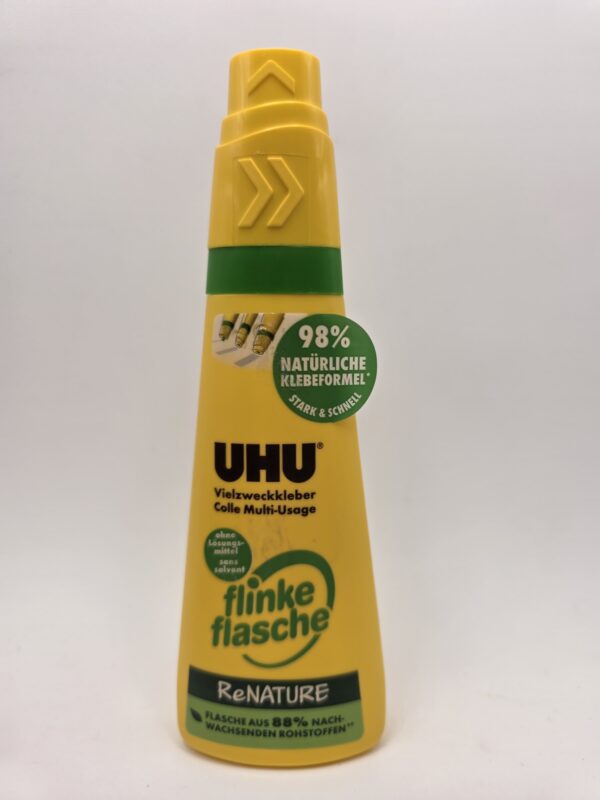 98%
NATÜRLICHE
KLEBEFORMEL*
STARK & SCHNELL
UHU®
Vielzweckkleber
Colle Multi-Usage
ohne
Lösungs-
mittel
sans
solvant
flinke
flasche
ReNATURE
FLASCHE AUS 88% NACH-
WACHSENDEN ROHSTOFFEN**